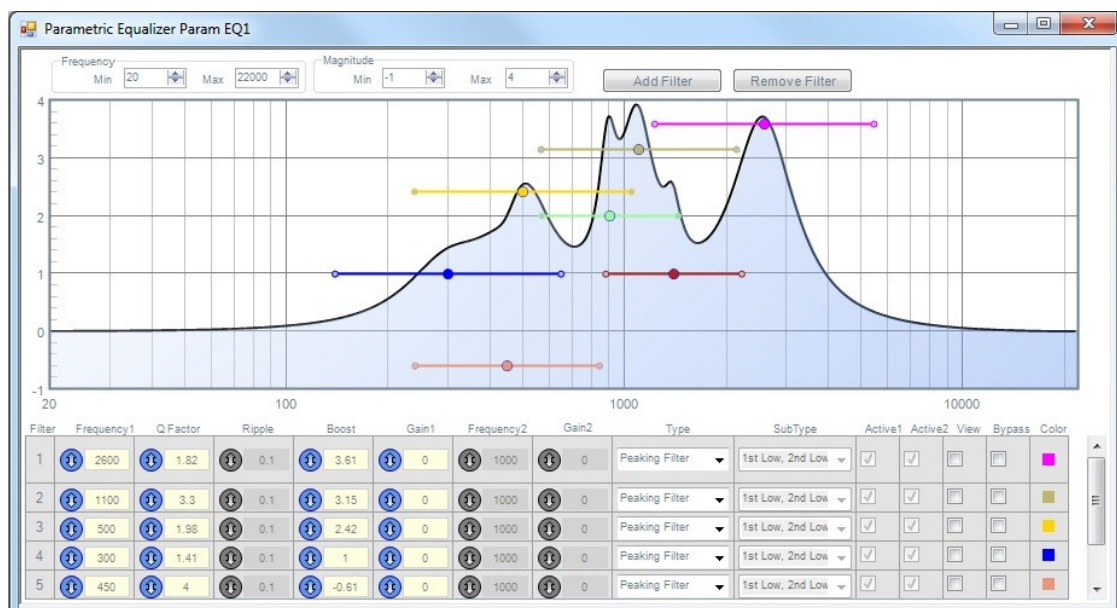 Parametric Equalizer Param EQ1
Frequency
Min 20 Max 22000
Magnitude
Min -1 Max 4
Add Filter Remove Filter
4
3
2
1
0
-1
20 100 1000 10000
Filter Frequency1 Q Factor Ripple Boost Gain1 Frequency2 Gain2 Type SubType Active1 Active2 View Bypass Color
1 2600 1.82 0.1 3.61 0 1000 0 Peaking Filter 1st Low, 2nd Low
2 1100 3.3 0.1 3.15 0 1000 0 Peaking Filter 1st Low, 2nd Low
3 500 1.98 0.1 2.42 0 1000 0 Peaking Filter 1st Low, 2nd Low
4 300 1.41 0.1 1 0 1000 0 Peaking Filter 1st Low, 2nd Low
5 450 4 0.1 -0.61 0 1000 0 Peaking Filter 1st Low, 2nd Low